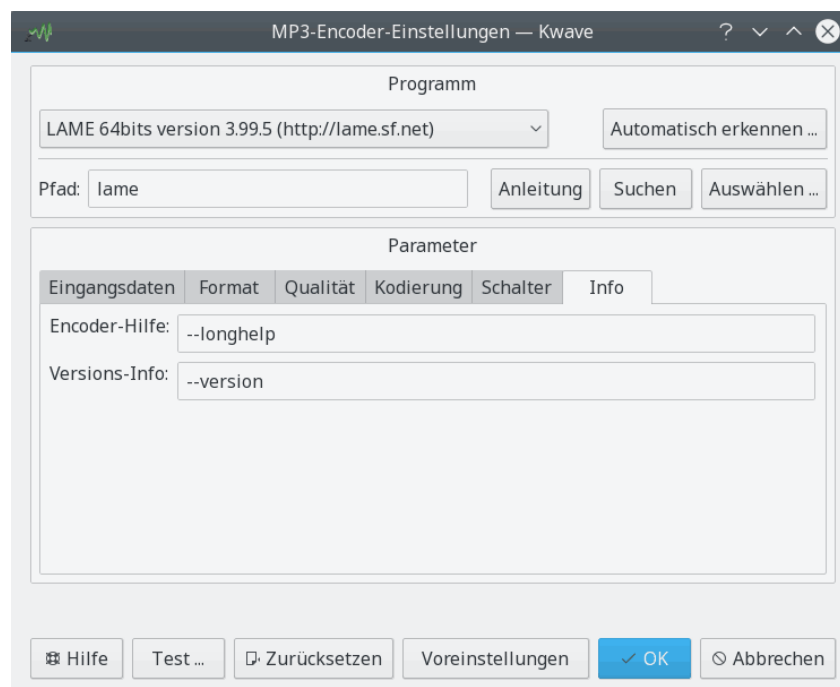 MP3-Encoder-Einstellungen — Kwave
Programm
LAME 64bits version 3.99.5 (http://lame.sf.net)
Automatisch erkennen ...
Pfad:
lame
Anleitung
Suchen
Auswählen ...
Parameter
Eingangsdaten
Format
Qualität
Kodierung
Schalter
Info
Encoder-Hilfe:
--longhelp
Versions-Info:
--version
Hilfe
Test ...
Zurücksetzen
Voreinstellungen
OK
Abbrechen